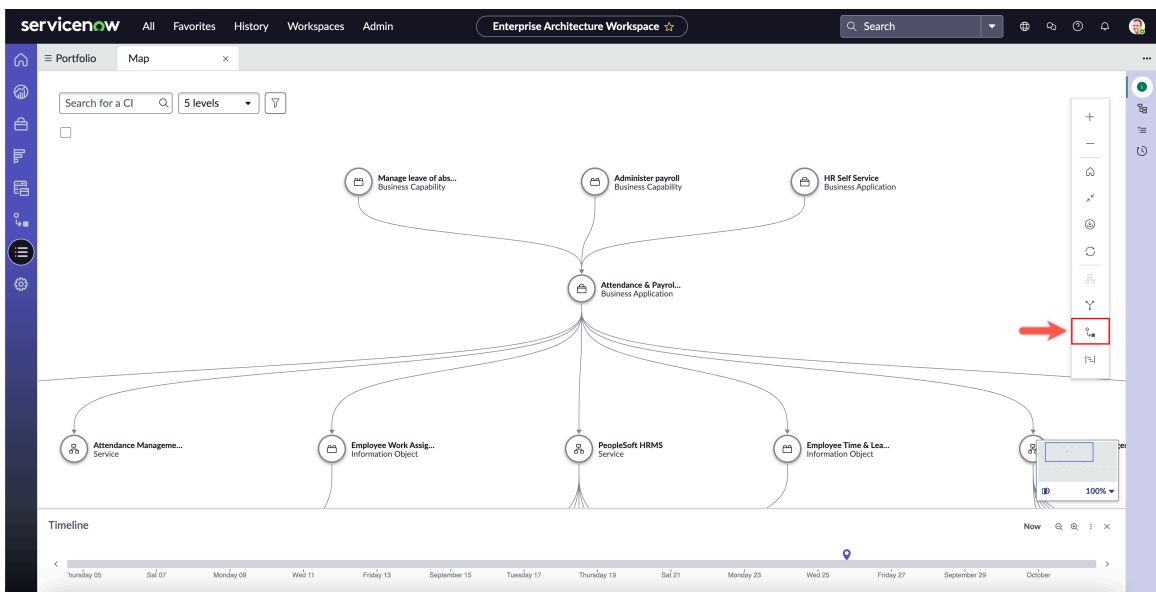 servicenow All Favorites History Workspaces Admin Enterprise Architecture Workspace Search
Portfolio Map
Search for a CI 5 levels
Manage leave of abs...
Business Capability
Administer payroll
Business Capability
HR Self Service
Business Application
Attendance & Payrol...
Business Application
Attendance Manageme...
Service
Employee Work Assig...
Information Object
PeopleSoft HRMS
Service
Employee Time & Lea...
Information Object
100%
Timeline Now
Thursday 05 Sat 07 Monday 09 Wed 11 Friday 13 September 15 Tuesday 17 Thursday 19 Sat 21 Monday 23 Wed 25 Friday 27 September 29 October